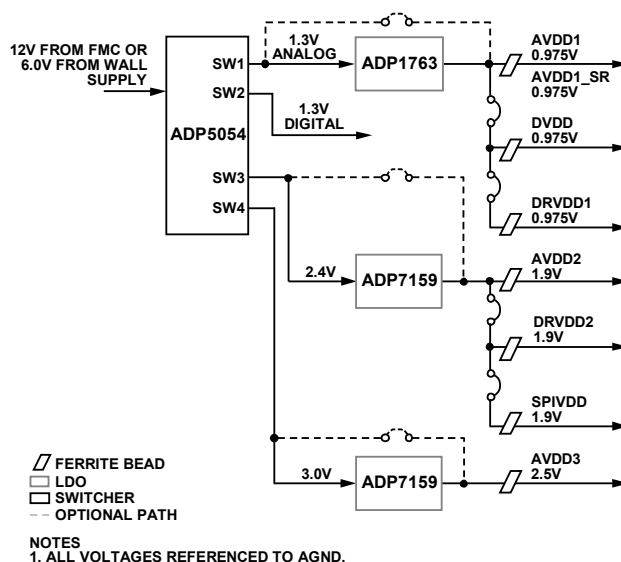 12V FROM FMC OR
6.0V FROM WALL
SUPPLY
ADP5054
SW1
SW2
SW3
SW4
1.3V
ANALOG
ADP1763
1.3V
DIGITAL
AVDD1
0.975V
AVDD1_SR
0.975V
DVDD
0.975V
DRVDD1
0.975V
2.4V
ADP7159
AVDD2
1.9V
DRVDD2
1.9V
SPIVDD
1.9V
3.0V
ADP7159
AVDD3
2.5V
FERRITE BEAD
LDO
SWITCHER
OPTIONAL PATH
NOTES
1. ALL VOLTAGES REFERENCED TO AGND.